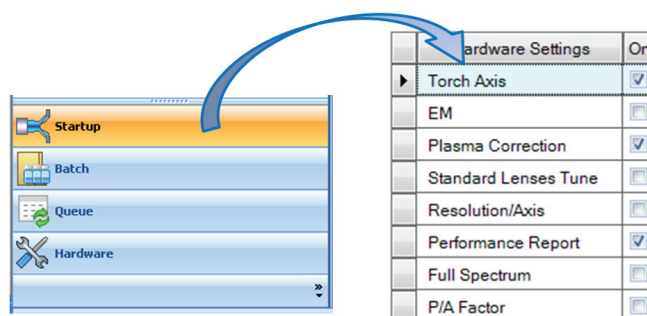 Startup
Batch
Queue
Hardware
ardware Settings
On
Torch Axis
EM
Plasma Correction
Standard Lenses Tune
Resolution/Axis
Performance Report
Full Spectrum
P/A Factor